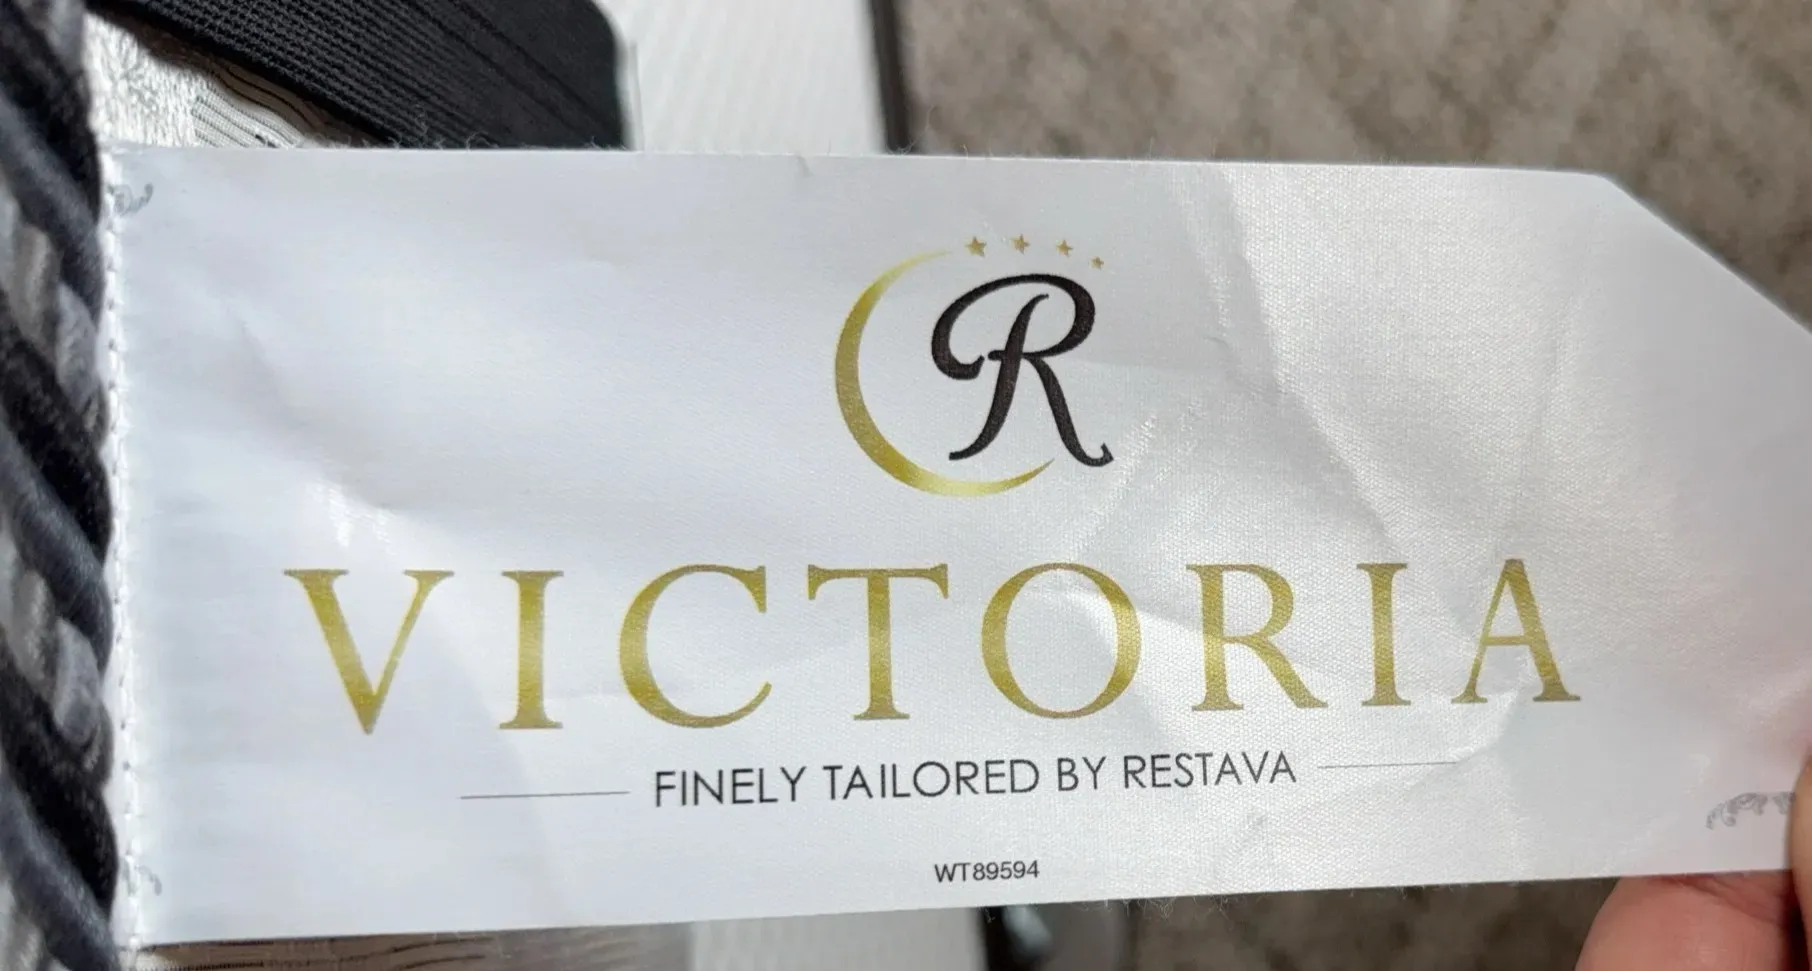 R
VICTORIA
FINELY TAILORED BY RESTAVA
WT89594